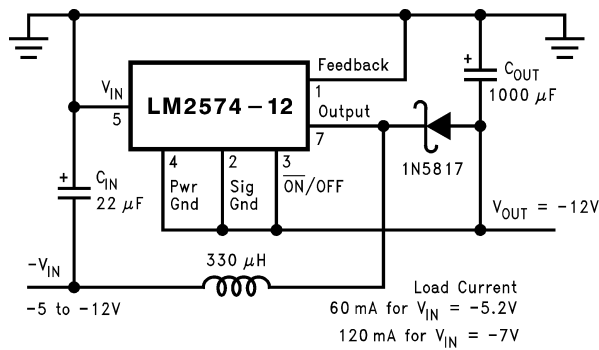 Feedback
1
+
C_OUT
1000 μF
V_IN
5
LM2574-12
Output
7
1N5817
4
2
3
Pwr
Gnd
Sig
Gnd
O̅N̅/OFF
+
C_IN
22 μF
V_OUT = -12V
330 μH
-V_IN
-5 to -12V
Load Current
60 mA for V_IN = -5.2V
120 mA for V_IN = -7V